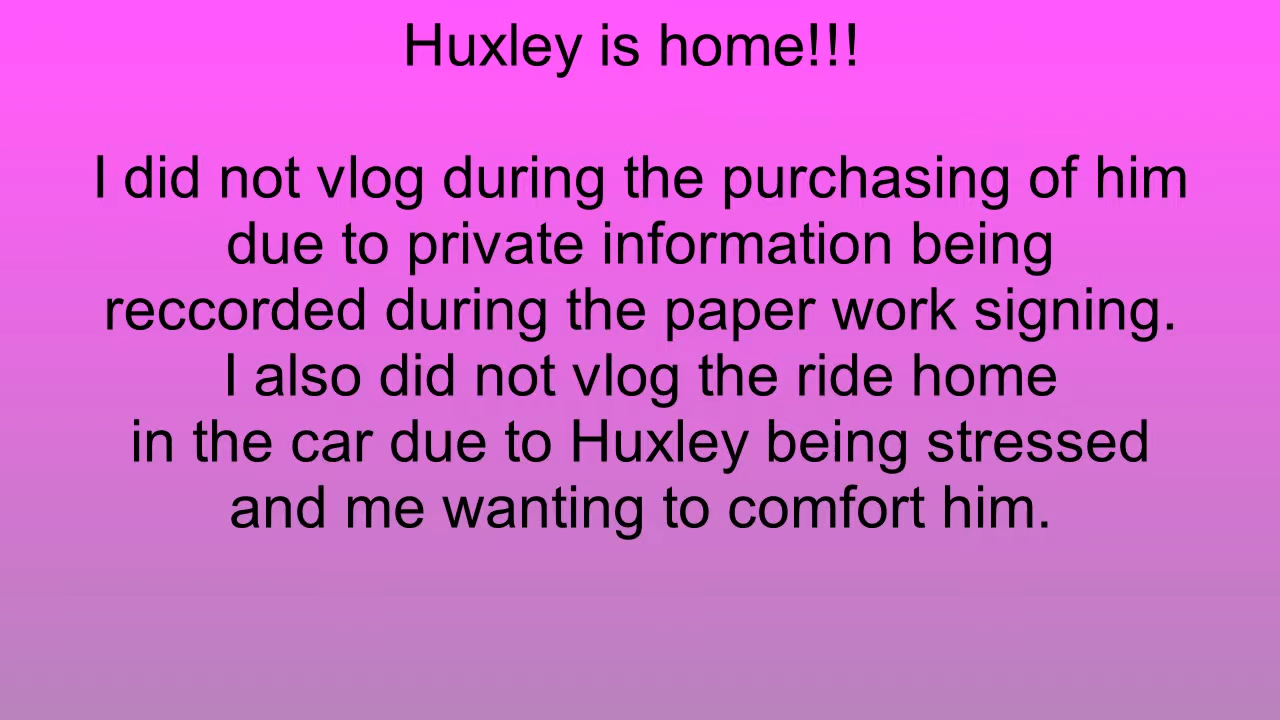 Huxley is home!!!
I did not vlog during the purchasing of him
due to private information being
reccorded during the paper work signing.
I also did not vlog the ride home
in the car due to Huxley being stressed
and me wanting to comfort him.